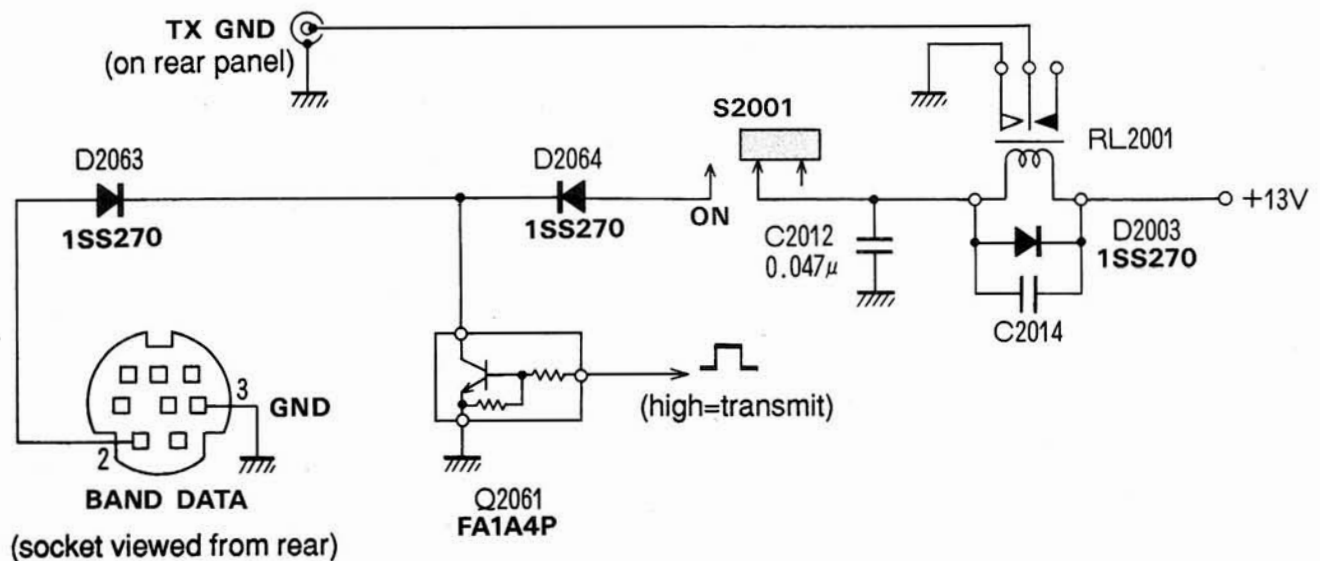 TX GND
(on rear panel)
S2001
RL2001
D2063
1SS270
D2064
1SS270
ON
C2012
0.047μ
+13V
D2003
1SS270
C2014
3
GND
2
BAND DATA
(socket viewed from rear)
(high=transmit)
Q2061
FA1A4P